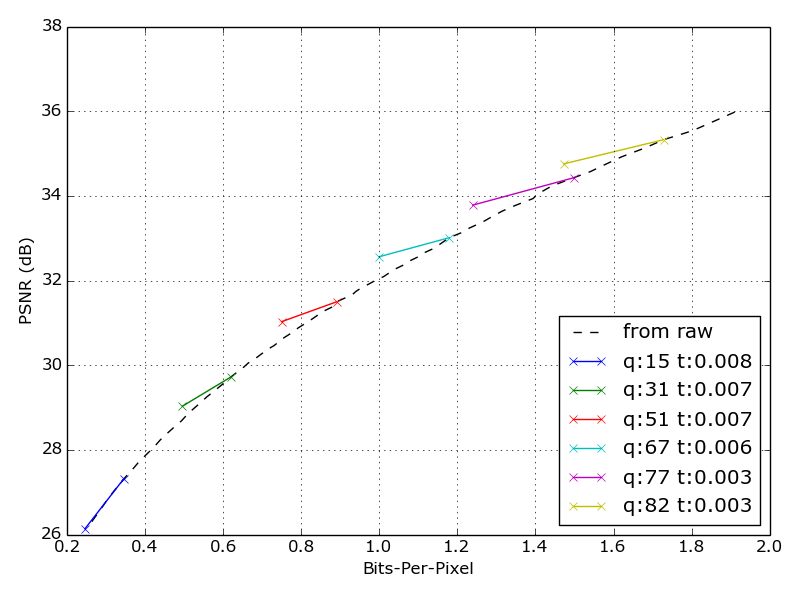 38
36
34
32
30
28
26
PSNR (dB)
0.2 0.4 0.6 0.8 1.0 1.2 1.4 1.6 1.8 2.0
Bits-Per-Pixel
from raw
q:15 t:0.008
q:31 t:0.007
q:51 t:0.007
q:67 t:0.006
q:77 t:0.003
q:82 t:0.003